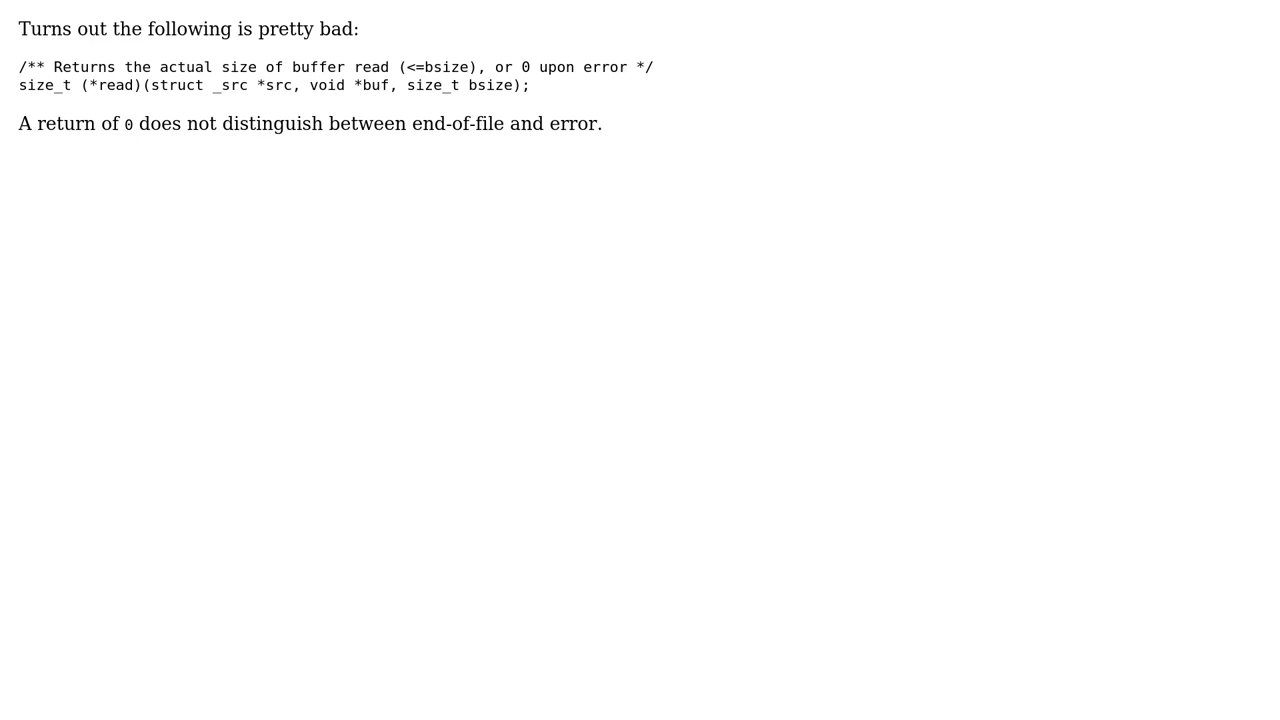 Turns out the following is pretty bad:
/** Returns the actual size of buffer read (<=bsize), or 0 upon error */
size_t (*read)(struct _src *src, void *buf, size_t bsize);
A return of 0 does not distinguish between end-of-file and error.